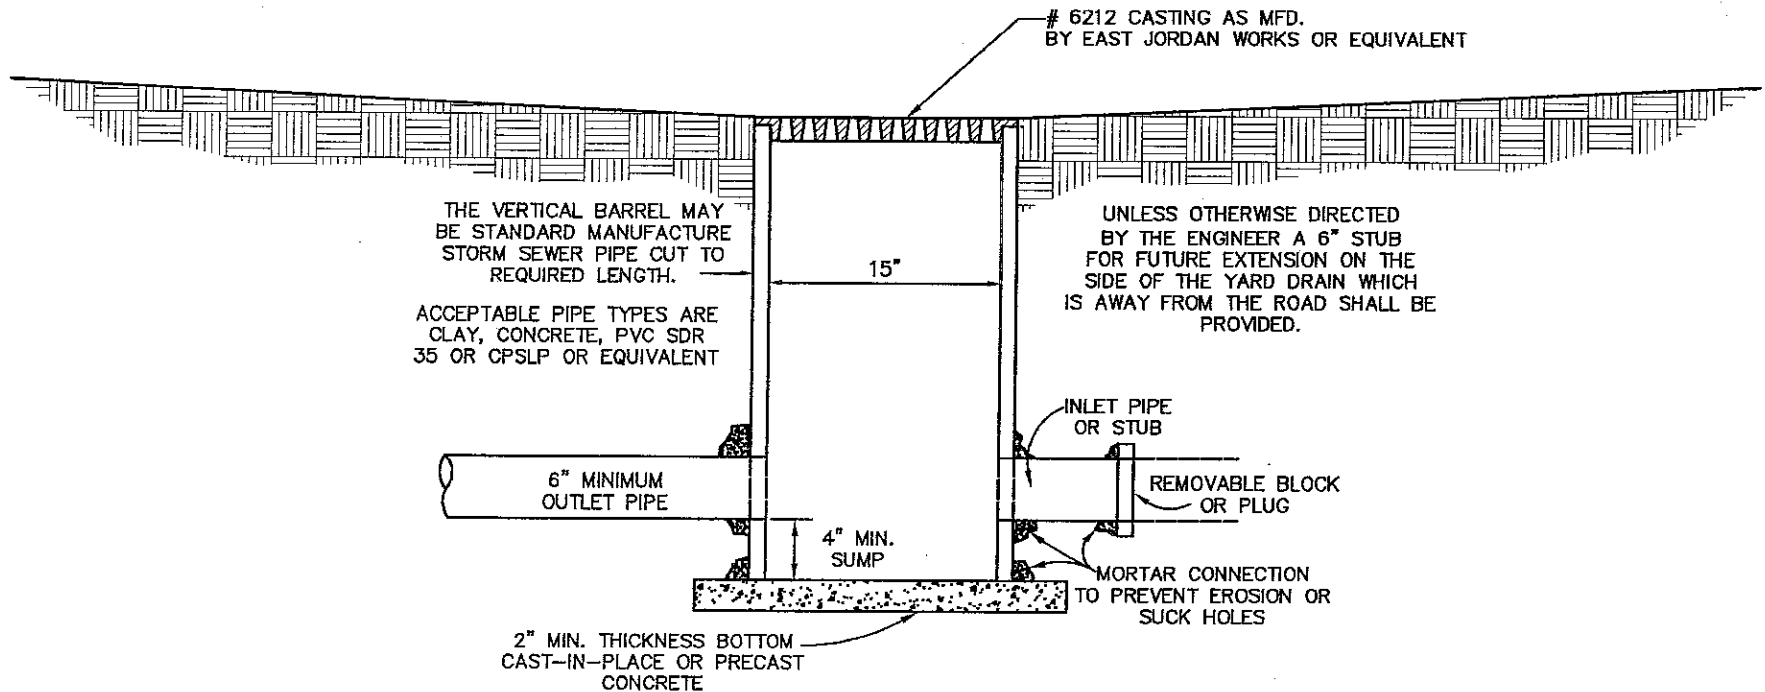 # 6212 CASTING AS MFD.
BY EAST JORDAN WORKS OR EQUIVALENT
THE VERTICAL BARREL MAY
BE STANDARD MANUFACTURE
STORM SEWER PIPE CUT TO
REQUIRED LENGTH.
ACCEPTABLE PIPE TYPES ARE
CLAY, CONCRETE, PVC SDR
35 OR CPSLP OR EQUIVALENT
15"
UNLESS OTHERWISE DIRECTED
BY THE ENGINEER A 6" STUB
FOR FUTURE EXTENSION ON THE
SIDE OF THE YARD DRAIN WHICH
IS AWAY FROM THE ROAD SHALL BE
PROVIDED.
INLET PIPE
OR STUB
6" MINIMUM
OUTLET PIPE
REMOVABLE BLOCK
OR PLUG
4" MIN.
SUMP
MORTAR CONNECTION
TO PREVENT EROSION OR
SUCK HOLES
2" MIN. THICKNESS BOTTOM
CAST-IN-PLACE OR PRECAST
CONCRETE